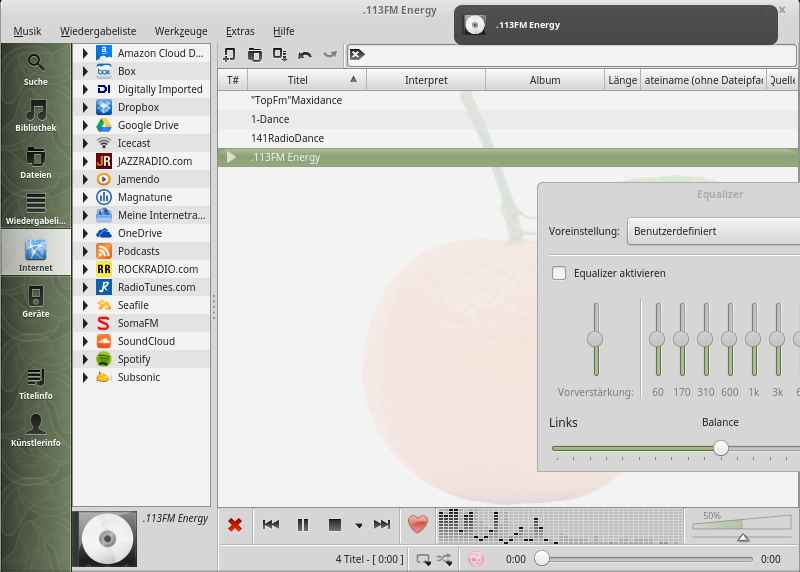 .113FM Energy
.113FM Energy
Musik Wiedergabeliste Werkzeuge Extras Hilfe
Suche
Bibliothek
Dateien
Wiedergabeli...
Internet
Geräte
Titelinfo
Künstlerinfo
Amazon Cloud D...
Box
Digitally Imported
Dropbox
Google Drive
Icecast
JAZZRADIO.com
Jamendo
Magnatune
Meine Internetra...
OneDrive
Podcasts
ROCKRADIO.com
RadioTunes.com
Seafile
SomaFM
SoundCloud
Spotify
Subsonic
T# Titel Interpret Album Länge ateiname (ohne Dateipfad Quelle
"TopFm"Maxidance
1-Dance
141RadioDance
.113FM Energy
Equalizer
Voreinstellung: Benutzerdefiniert
Equalizer aktivieren
Vorverstärkung: 60 170 310 600 1k 3k
Links Balance
.113FM Energy
50%
4 Titel - [ 0:00 ] 0:00 0:00